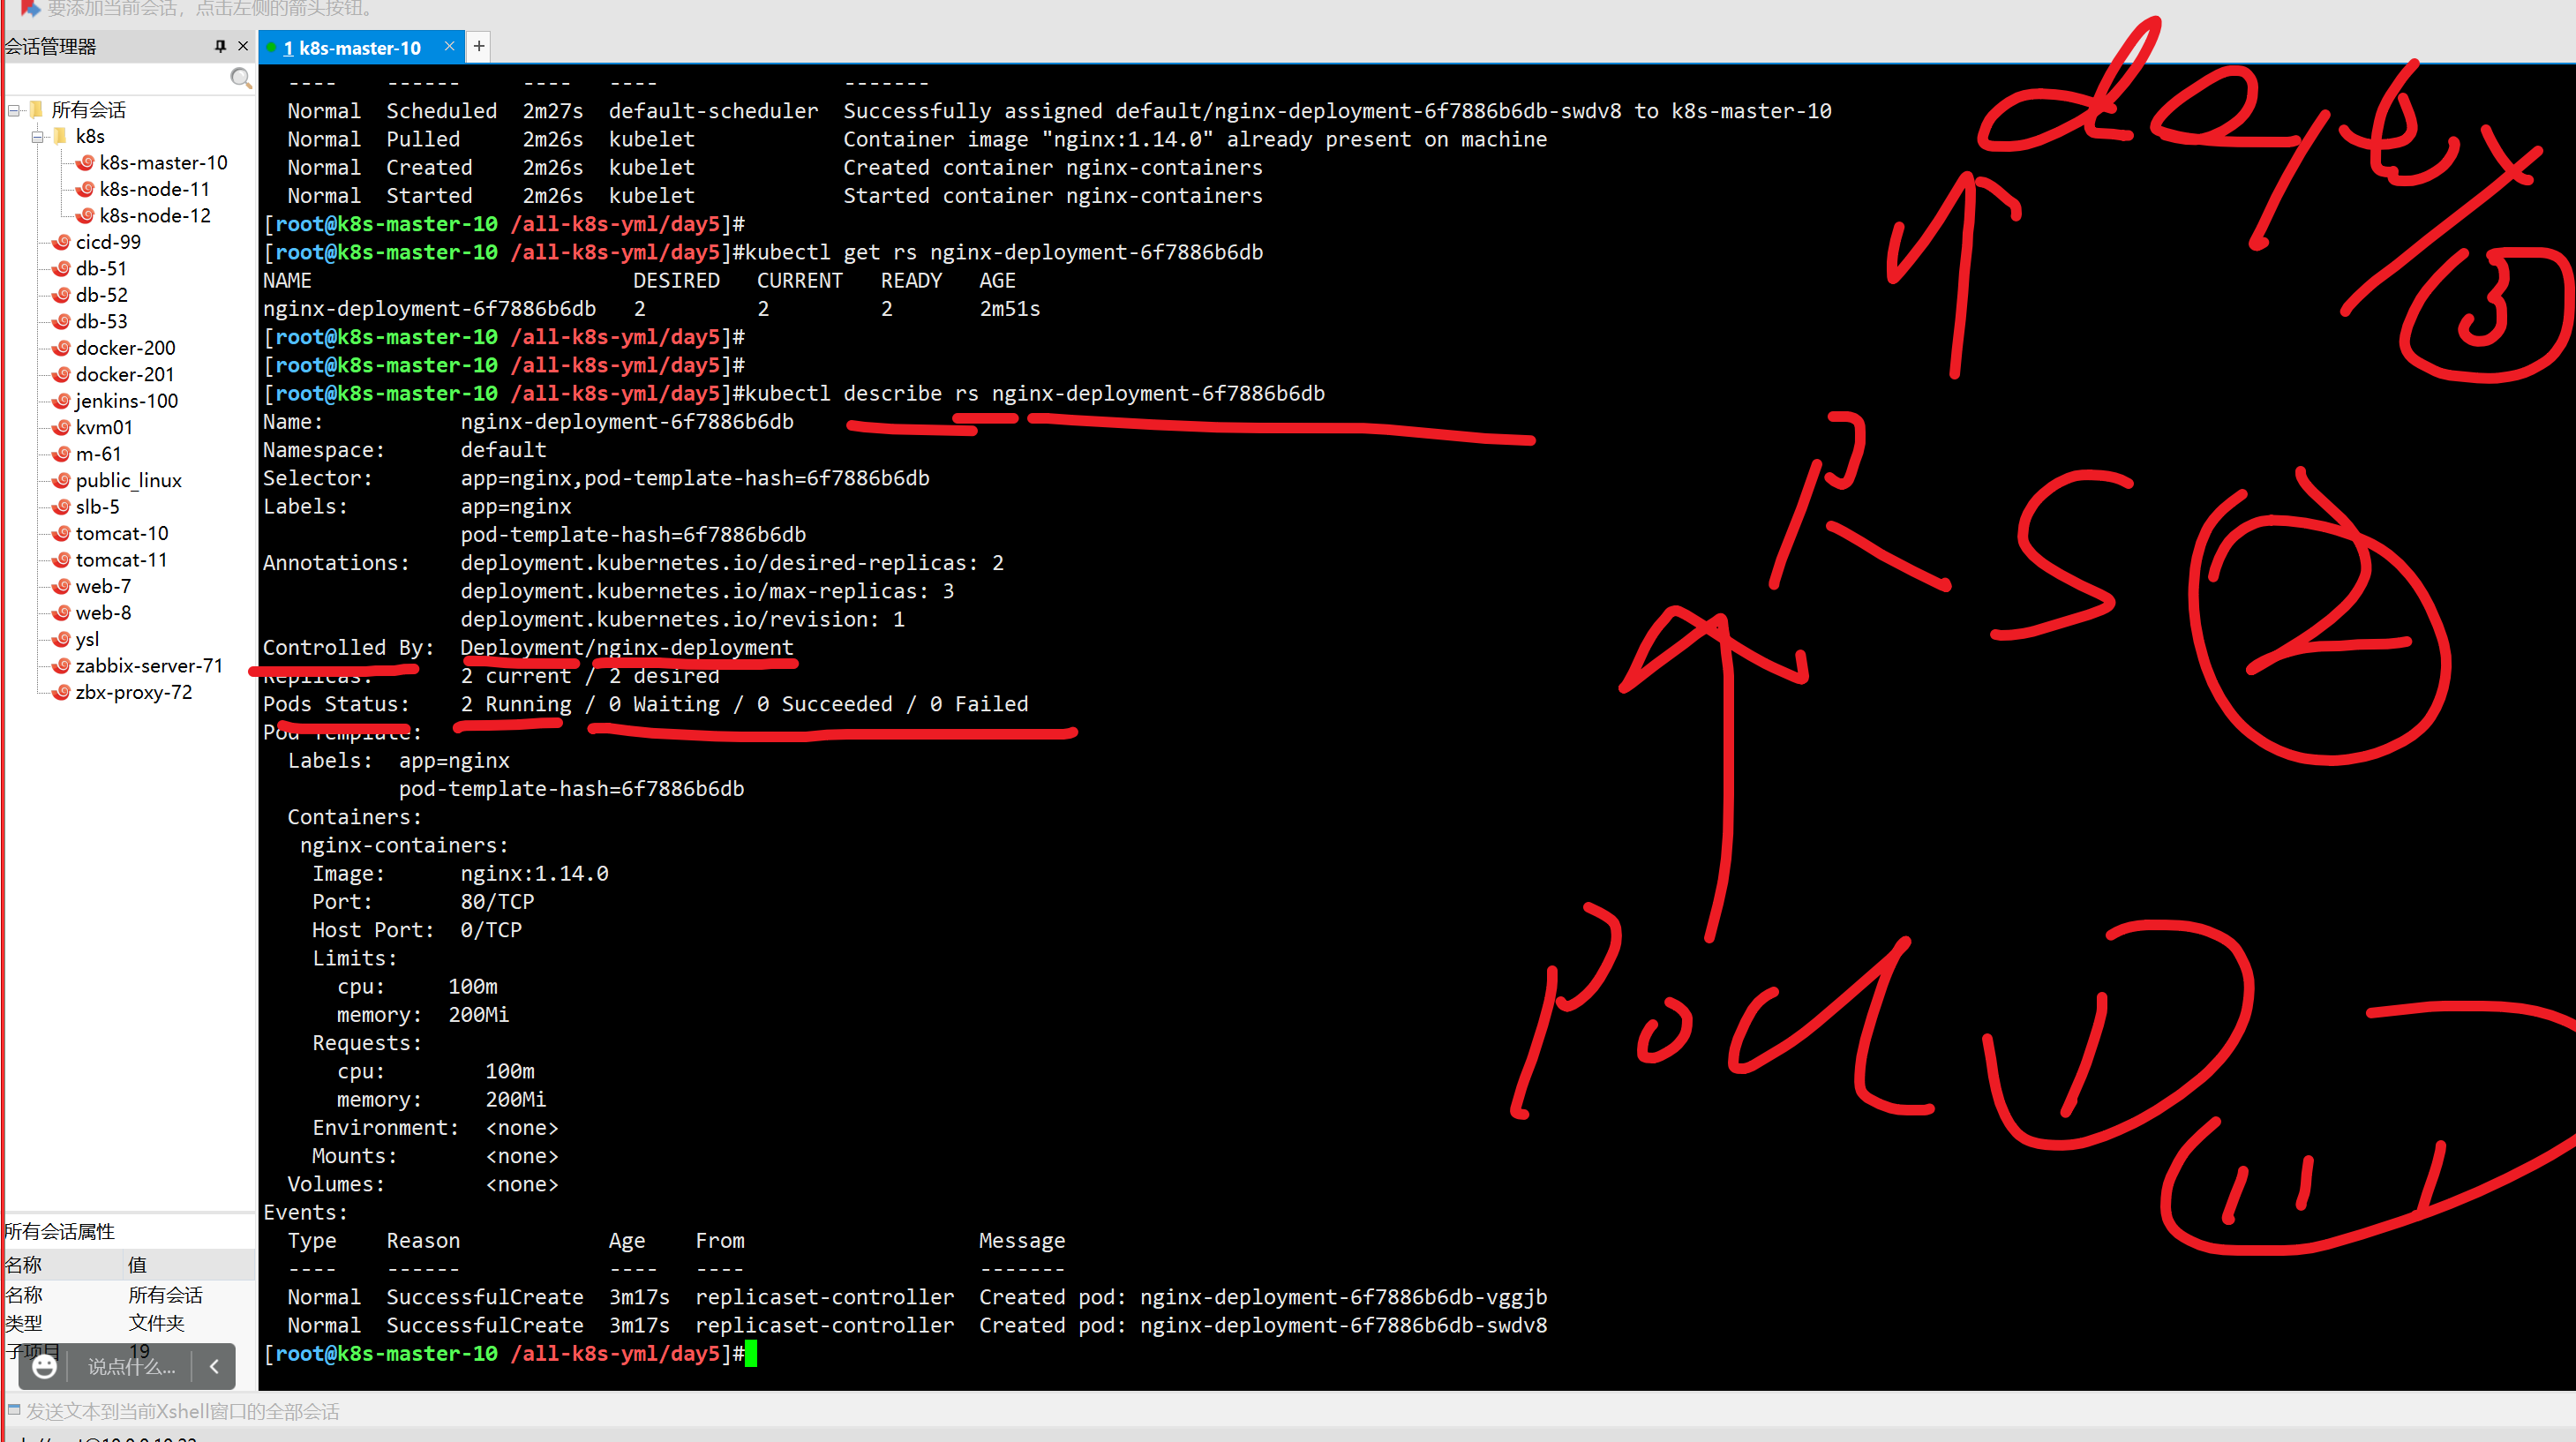 要添加当前会话，点击左侧的箭头按钮。
会话管理器
1 k8s-master-10
所有会话
k8s
k8s-master-10
k8s-node-11
k8s-node-12
cicd-99
db-51
db-52
db-53
docker-200
docker-201
jenkins-100
kvm01
m-61
public_linux
slb-5
tomcat-10
tomcat-11
web-7
web-8
ysl
zabbix-server-71
zbx-proxy-72
所有会话属性
名称 值
名称 所有会话
类型 文件夹
子项目 19
说点什么...
---- ------ ---- ---- -------
Normal Scheduled 2m27s default-scheduler Successfully assigned default/nginx-deployment-6f7886b6db-swdv8 to k8s-master-10
Normal Pulled 2m26s kubelet Container image "nginx:1.14.0" already present on machine
Normal Created 2m26s kubelet Created container nginx-containers
Normal Started 2m26s kubelet Started container nginx-containers
[root@k8s-master-10 /all-k8s-yml/day5]#
[root@k8s-master-10 /all-k8s-yml/day5]#kubectl get rs nginx-deployment-6f7886b6db
NAME DESIRED CURRENT READY AGE
nginx-deployment-6f7886b6db 2 2 2 2m51s
[root@k8s-master-10 /all-k8s-yml/day5]#
[root@k8s-master-10 /all-k8s-yml/day5]#
[root@k8s-master-10 /all-k8s-yml/day5]#kubectl describe rs nginx-deployment-6f7886b6db
Name: nginx-deployment-6f7886b6db
Namespace: default
Selector: app=nginx,pod-template-hash=6f7886b6db
Labels: app=nginx
pod-template-hash=6f7886b6db
Annotations: deployment.kubernetes.io/desired-replicas: 2
deployment.kubernetes.io/max-replicas: 3
deployment.kubernetes.io/revision: 1
Controlled By: Deployment/nginx-deployment
Replicas: 2 current / 2 desired
Pods Status: 2 Running / 0 Waiting / 0 Succeeded / 0 Failed
Pod Template:
Labels: app=nginx
pod-template-hash=6f7886b6db
Containers:
nginx-containers:
Image: nginx:1.14.0
Port: 80/TCP
Host Port: 0/TCP
Limits:
cpu: 100m
memory: 200Mi
Requests:
cpu: 100m
memory: 200Mi
Environment: <none>
Mounts: <none>
Volumes: <none>
Events:
Type Reason Age From Message
---- ------ ---- ---- -------
Normal SuccessfulCreate 3m17s replicaset-controller Created pod: nginx-deployment-6f7886b6db-vggjb
Normal SuccessfulCreate 3m17s replicaset-controller Created pod: nginx-deployment-6f7886b6db-swdv8
[root@k8s-master-10 /all-k8s-yml/day5]#
3
RS 2
Pod 1
发送文本到当前Xshell窗口的全部会话